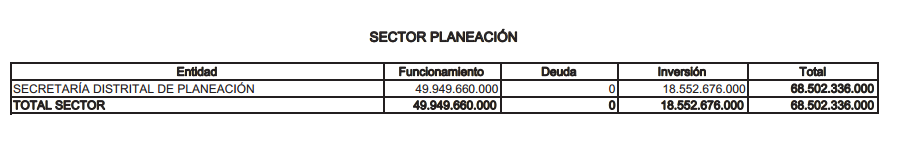 SECTOR PLANEACIÓN
Entidad Funcionamiento Deuda Inversión Total
SECRETARÍA DISTRITAL DE PLANEACIÓN 49.949.660.000 0 18.552.676.000 68.502.336.000
TOTAL SECTOR 49.949.660.000 0 18.552.676.000 68.502.336.000